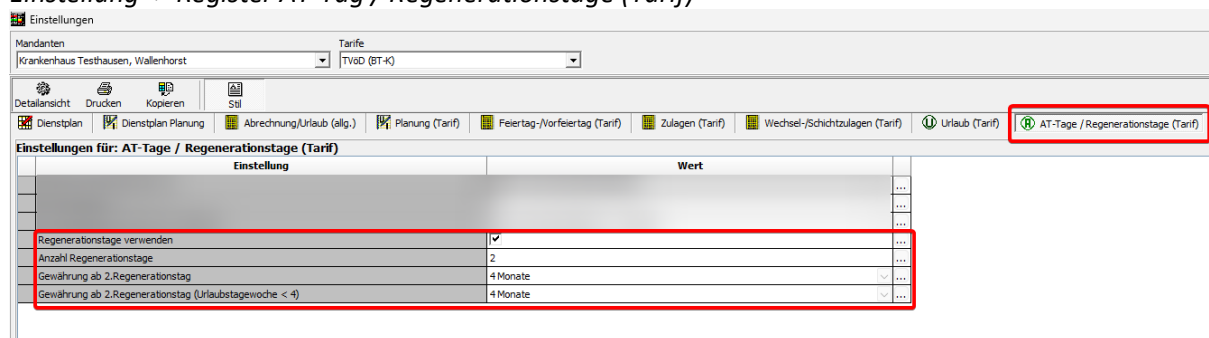 Einstellung -> Register AT-Tag / Regenerationstage (Tarif)
Einstellungen
Mandanten Tarife
Krankenhaus Testhausen, Wallenhorst TVöD (BT-K)
Detailansicht Drucken Kopieren Stil
Dienstplan Dienstplan Planung Abrechnung/Urlaub (allg.) Planung (Tarif) Feiertag-/Vorfeiertag (Tarif) Zulagen (Tarif) Wechsel-/Schichtzulagen (Tarif) Urlaub (Tarif) AT-Tage / Regenerationstage (Tarif)
Einstellungen für: AT-Tage / Regenerationstage (Tarif)
Einstellung Wert
...
...
...
Regenerationstage verwenden ...
Anzahl Regenerationstage 2 ...
Gewährung ab 2.Regenerationstag 4 Monate ...
Gewährung ab 2.Regenerationstag (Urlaubstagewoche < 4) 4 Monate ...